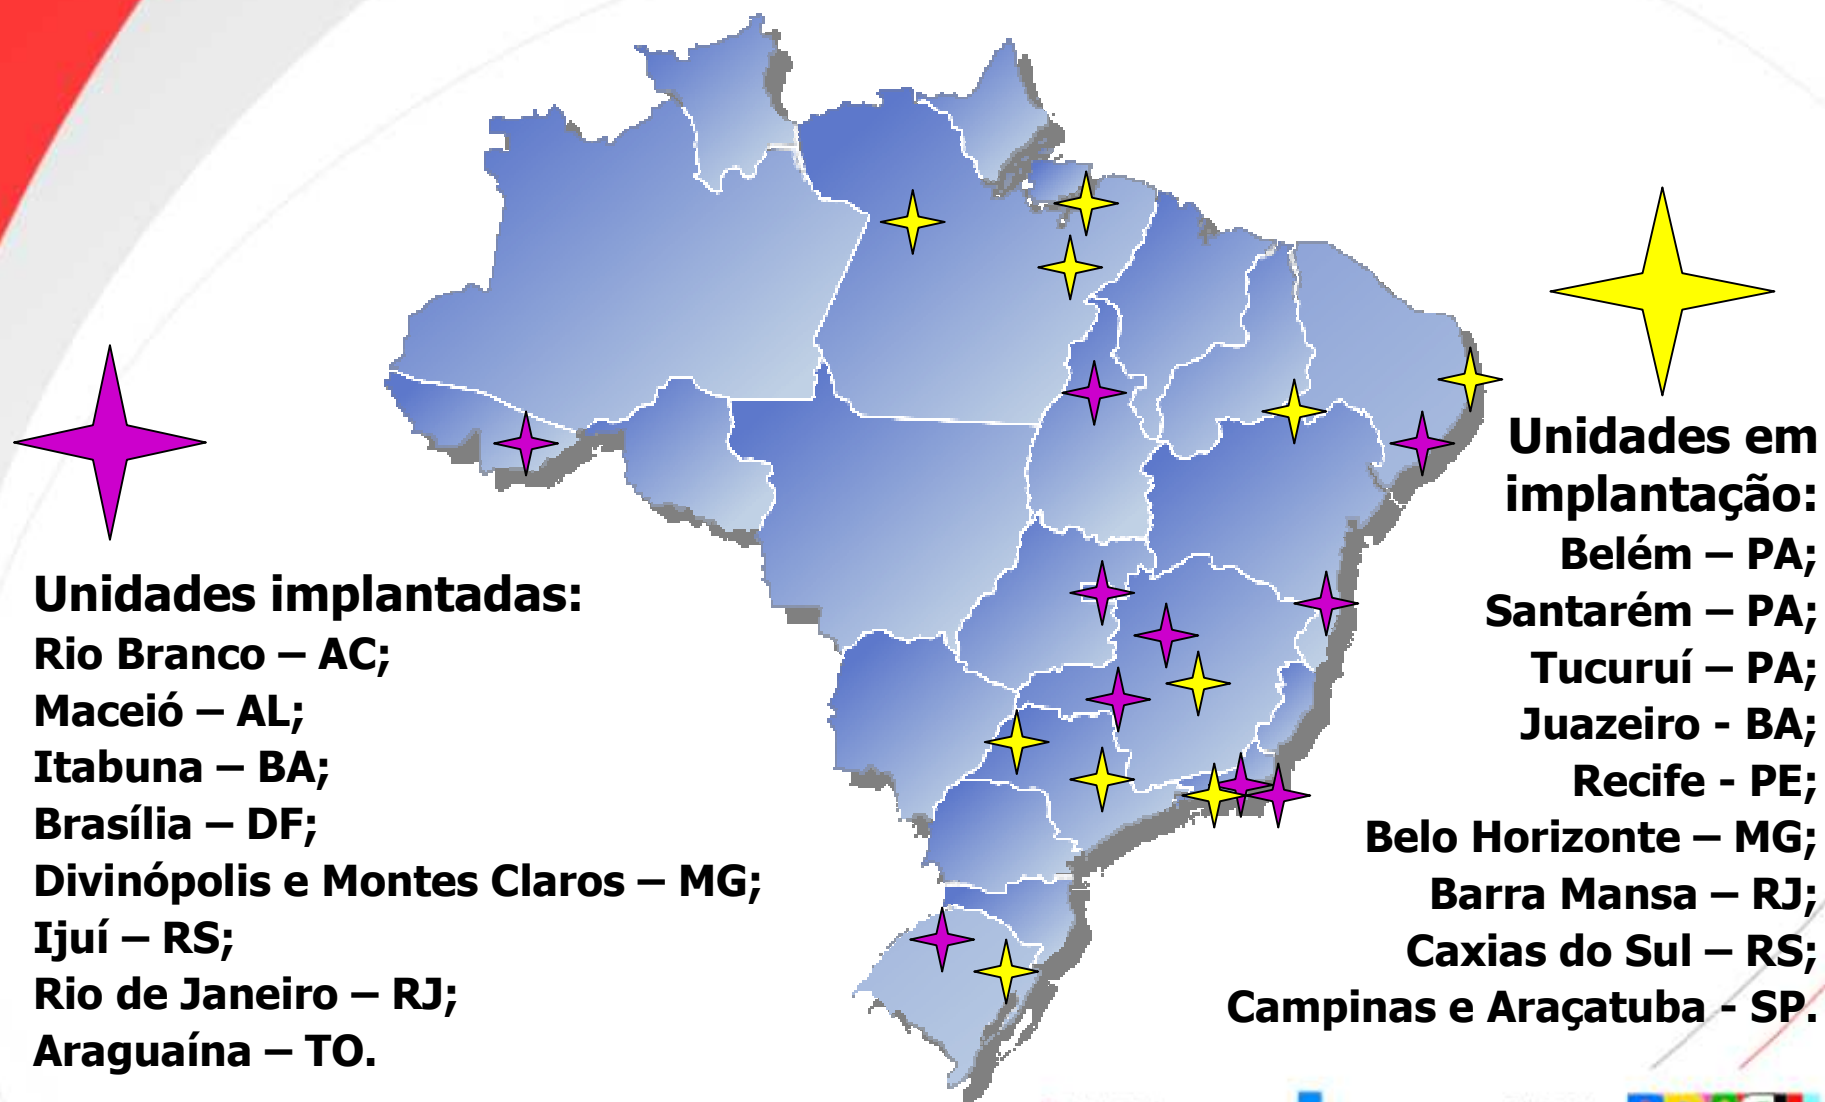 Unidades implantadas:
Rio Branco – AC;
Maceió – AL;
Itabuna – BA;
Brasília – DF;
Divinópolis e Montes Claros – MG;
Ijuí – RS;
Rio de Janeiro – RJ;
Araguaína – TO.
Unidades em
implantação:
Belém – PA;
Santarém – PA;
Tucuruí – PA;
Juazeiro - BA;
Recife - PE;
Belo Horizonte – MG;
Barra Mansa – RJ;
Caxias do Sul – RS;
Campinas e Araçatuba - SP.